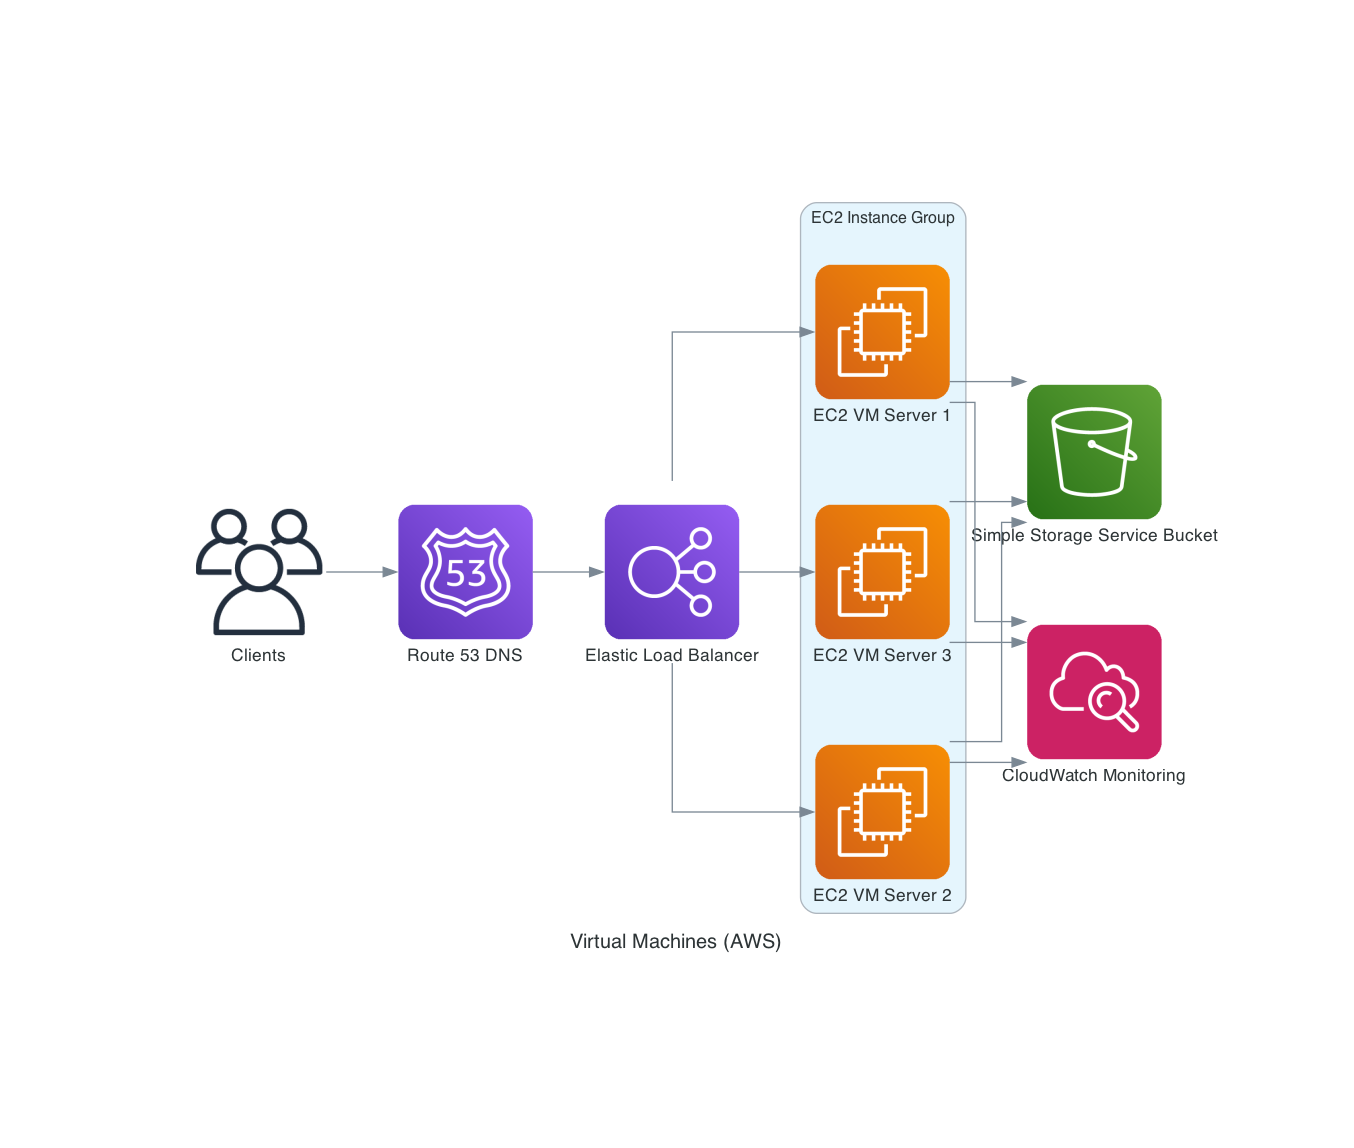 EC2 Instance Group
EC2 VM Server 1
Simple Storage Service Bucket
53
Clients
Route 53 DNS
Elastic Load Balancer
EC2 VM Server 3
CloudWatch Monitoring
EC2 VM Server 2
Virtual Machines (AWS)